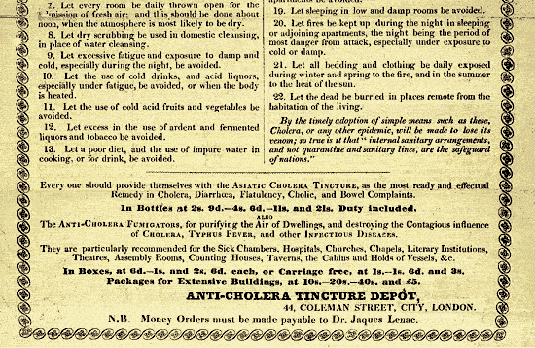 7. Let every room be daily thrown open for the
admission of fresh air, and this should be done about
noon, when the atmosphere is most likely to be dry.
8. Let dry scrubbing be used in domestic cleansing,
in place of water cleansing.
9. Let excessive fatigue and exposure to damp and
cold, especially during the night, be avoided.
10. Let the use of cold drinks, and acid liquors,
especially under fatigue, be avoided, or when the body
is heated.
11. Let the use of cold acid fruits and vegetables be
avoided.
12. Let excess in the use of ardent and fermented
liquors and tobacco be avoided.
13. Let a poor diet, and the use of impure water in
cooking, or for drink, be avoided.
be avoided.
19. Let sleeping in low and damp rooms be avoided.
20. Let fires be kept up during the night in sleeping
or adjoining apartments, the night being the period of
most danger from attack, especially under exposure to
cold or damp.
21. Let all bedding and clothing be daily exposed
during winter and spring to the fire, and in the summer
to the heat of the sun.
22. Let the dead be buried in places remote from the
habitation of the living.
By the timely adoption of simple means such as these,
Cholera, or any other epidemic, will be made to lose its
venom; so true is it that "internal sanitary arrangements,
and not quarantine and sanitary lines, are the safeguard
of nations."
Every one should provide themselves with the ASIATIC CHOLERA TINCTURE, as the most ready and effectual
Remedy in Cholera, Diarrhœa, Flatulency, Cholic, and Bowel Complaints.
In Bottles at 2s. 9d.—4s. 6d.—11s. and 21s. Duty included.
ALSO
The ANTI-CHOLERA FUMIGATORS, for purifying the Air of Dwellings, and destroying the Contagious influence
of CHOLERA, TYPHUS FEVER, and other INFECTIOUS DISEASES.
They are particularly recommended for the Sick Chambers, Hospitals, Churches, Chapels, Literary Institutions,
Theatres, Assembly Rooms, Counting Houses, Taverns, the Cabins and Holds of Vessels, &c.
In Boxes, at 6d.—1s. and 2s. 6d. each, or Carriage free, at 1s.—1s. 6d. and 3s.
Packages for Extensive Buildings, at 10s.—20s.—40s. and £5.
ANTI-CHOLERA TINCTURE DEPÔT,
44, COLEMAN STREET, CITY, LONDON.
N.B. Money Orders must be made payable to Dr. Jaques Lenac.